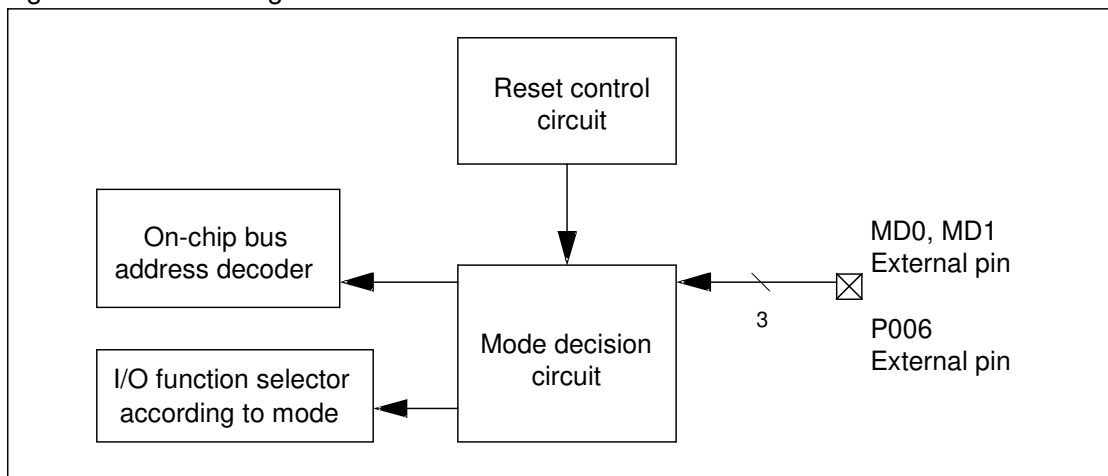 Reset control
circuit
On-chip bus
address decoder
MD0, MD1
External pin
3
P006
External pin
Mode decision
circuit
I/O function selector
according to mode